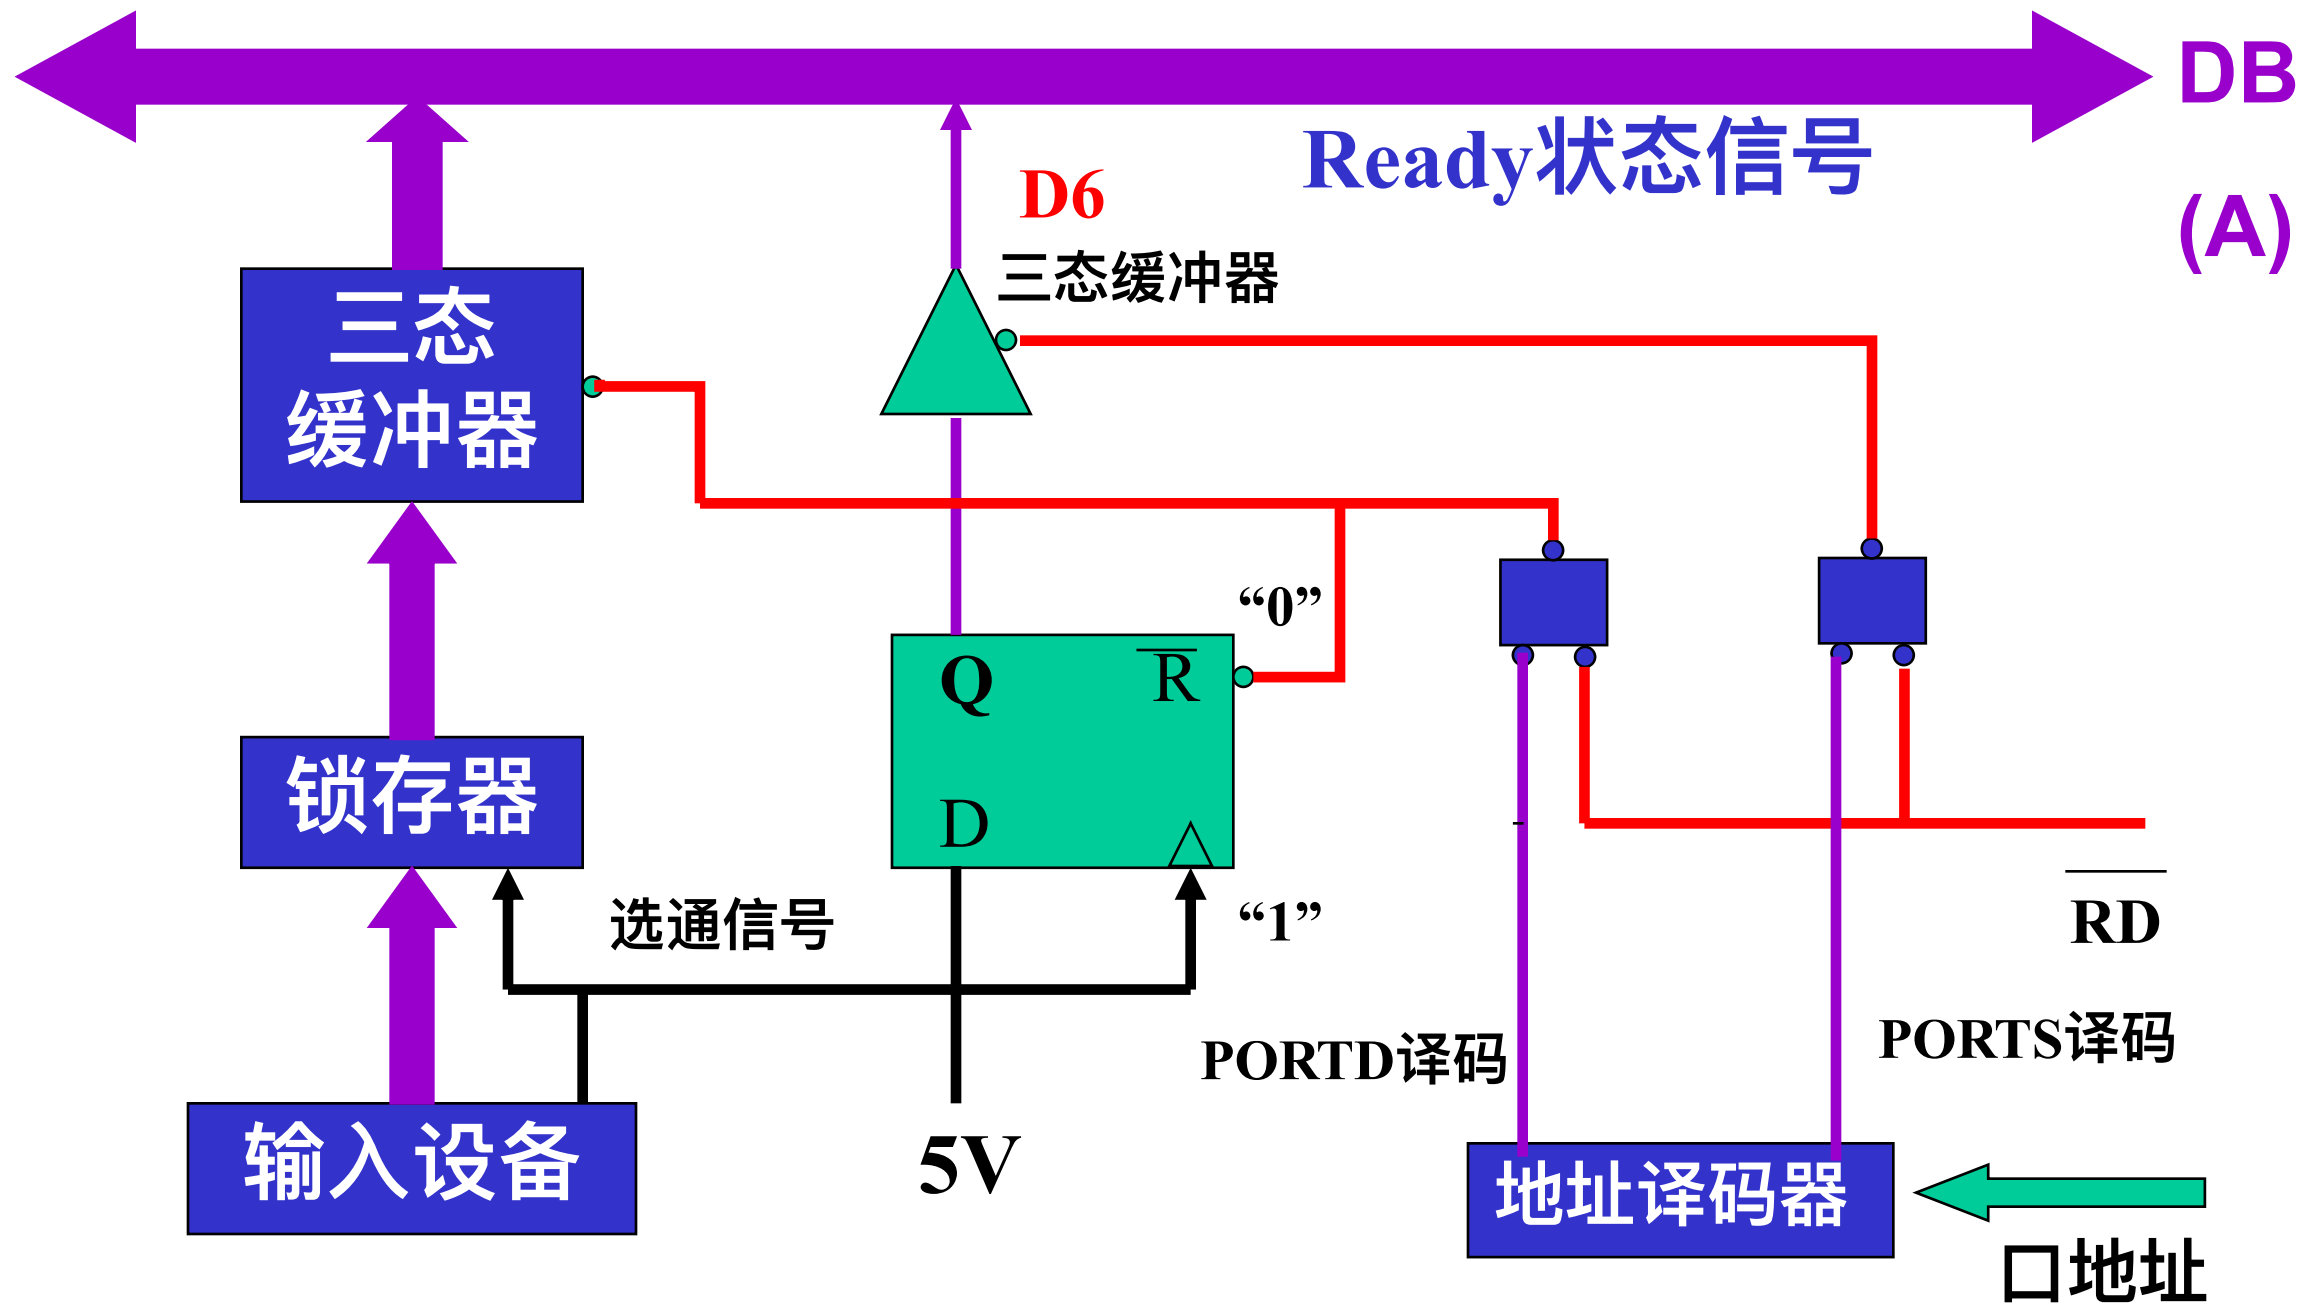 DB
Ready状态信号
D6
(A)
三态缓冲器
三态
缓冲器
“0”
Q
R
锁存器
D
选通信号
“1”
RD
PORTS译码
PORTD译码
输入设备
5V
地址译码器
口地址